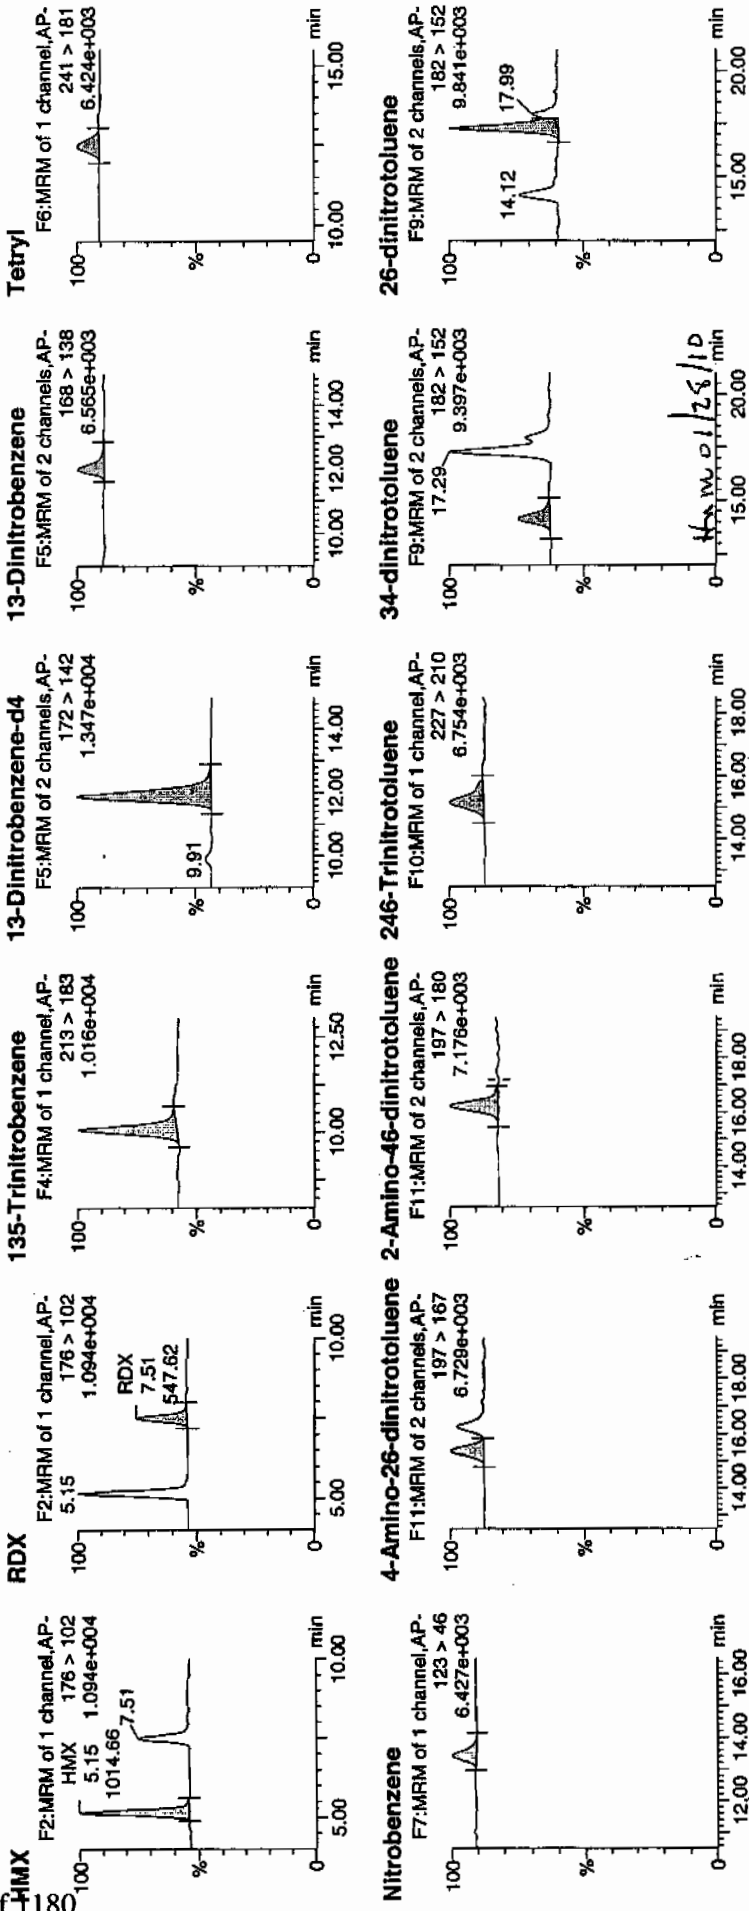 HMX
F2:MRM of 1 channel,AP-
HMX 176 > 102
5.15 1.094e+004
1014.66
7.51
100
%
0
5.00 10.00 min
RDX
F2:MRM of 1 channel,AP-
5.15 176 > 102
1.094e+004
RDX
7.51
547.62
100
%
0
5.00 10.00 min
135-Trinitrobenzene
F4:MRM of 1 channel,AP-
213 > 183
1.016e+004
100
%
0
10.00 12.50 min
13-Dinitrobenzene-d4
F5:MRM of 2 channels,AP-
172 > 142
1.347e+004
9.91
100
%
0
10.00 12.00 14.00 min
13-Dinitrobenzene
F5:MRM of 2 channels,AP-
168 > 138
6.565e+003
100
%
0
10.00 12.00 14.00 min
Tetryl
F6:MRM of 1 channel,AP-
241 > 181
6.424e+003
100
%
0
10.00 15.00 min
Nitrobenzene
F7:MRM of 1 channel,AP-
123 > 46
6.427e+003
100
%
0
12.00 14.00 16.00 min
4-Amino-26-dinitrotoluene
F11:MRM of 2 channels,AP-
197 > 167
6.729e+003
100
%
0
14.00 16.00 18.00 min
2-Amino-46-dinitrotoluene
F11:MRM of 2 channels,AP-
197 > 180
7.176e+003
100
%
0
14.00 16.00 18.00 min
246-Trinitrotoluene
F10:MRM of 1 channel,AP-
227 > 210
6.754e+003
100
%
0
14.00 16.00 18.00 min
34-dinitrotoluene
F9:MRM of 2 channels,AP-
17.29 182 > 152
9.397e+003
100
%
0
15.00 20.00 min
01/28/10
26-dinitrotoluene
F9:MRM of 2 channels,AP-
182 > 152
9.841e+003
14.12
17.99
100
%
0
15.00 20.00 min
1180